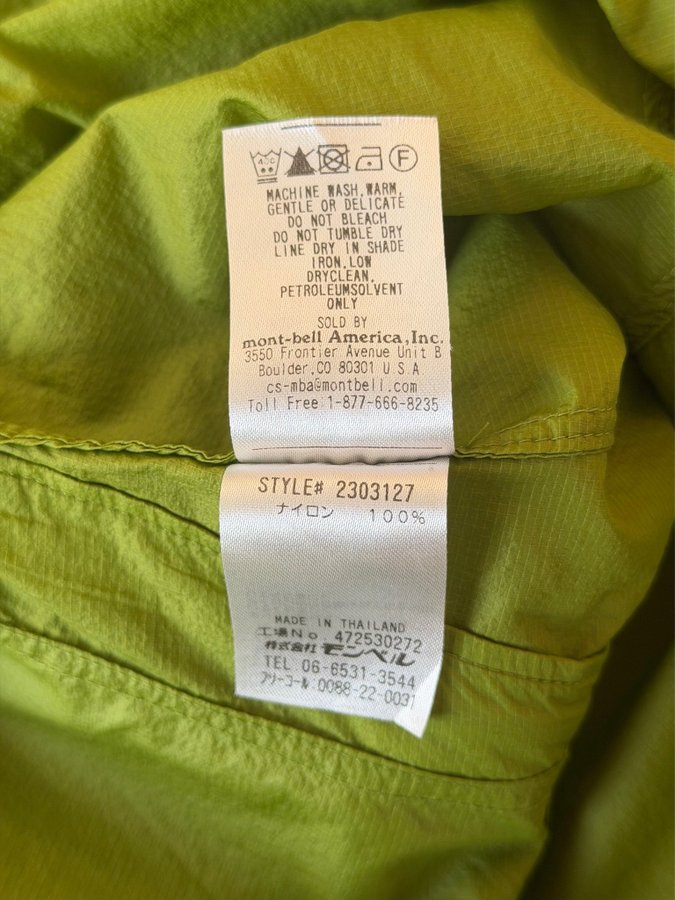 40C
F
MACHINE WASH,WARM,
GENTLE OR DELICATE
DO NOT BLEACH
DO NOT TUMBLE DRY
LINE DRY IN SHADE
IRON,LOW
DRYCLEAN,
PETROLEUMSOLVENT
ONLY
SOLD BY
mont-bell America,Inc.
3550 Frontier Avenue Unit B
Boulder,CO 80301 U.S.A
cs-mba@montbell.com
Toll Free:1-877-666-8235
STYLE# 2303127
ナイロン 100%
MADE IN THAILAND
工場No. 472530272
株式会社 モンベル
TEL 06-6531-3544
フリーコール:0088-22-0031